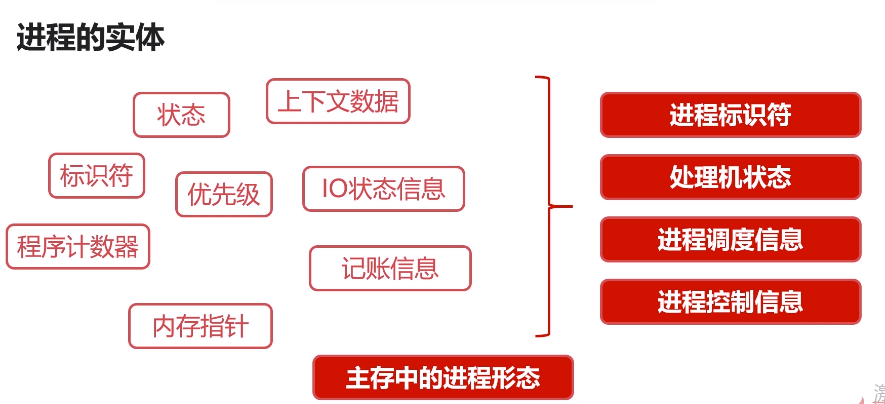 进程的实体
状态
上下文数据
标识符
优先级
IO状态信息
程序计数器
记账信息
内存指针
主存中的进程形态
进程标识符
处理机状态
进程调度信息
进程控制信息